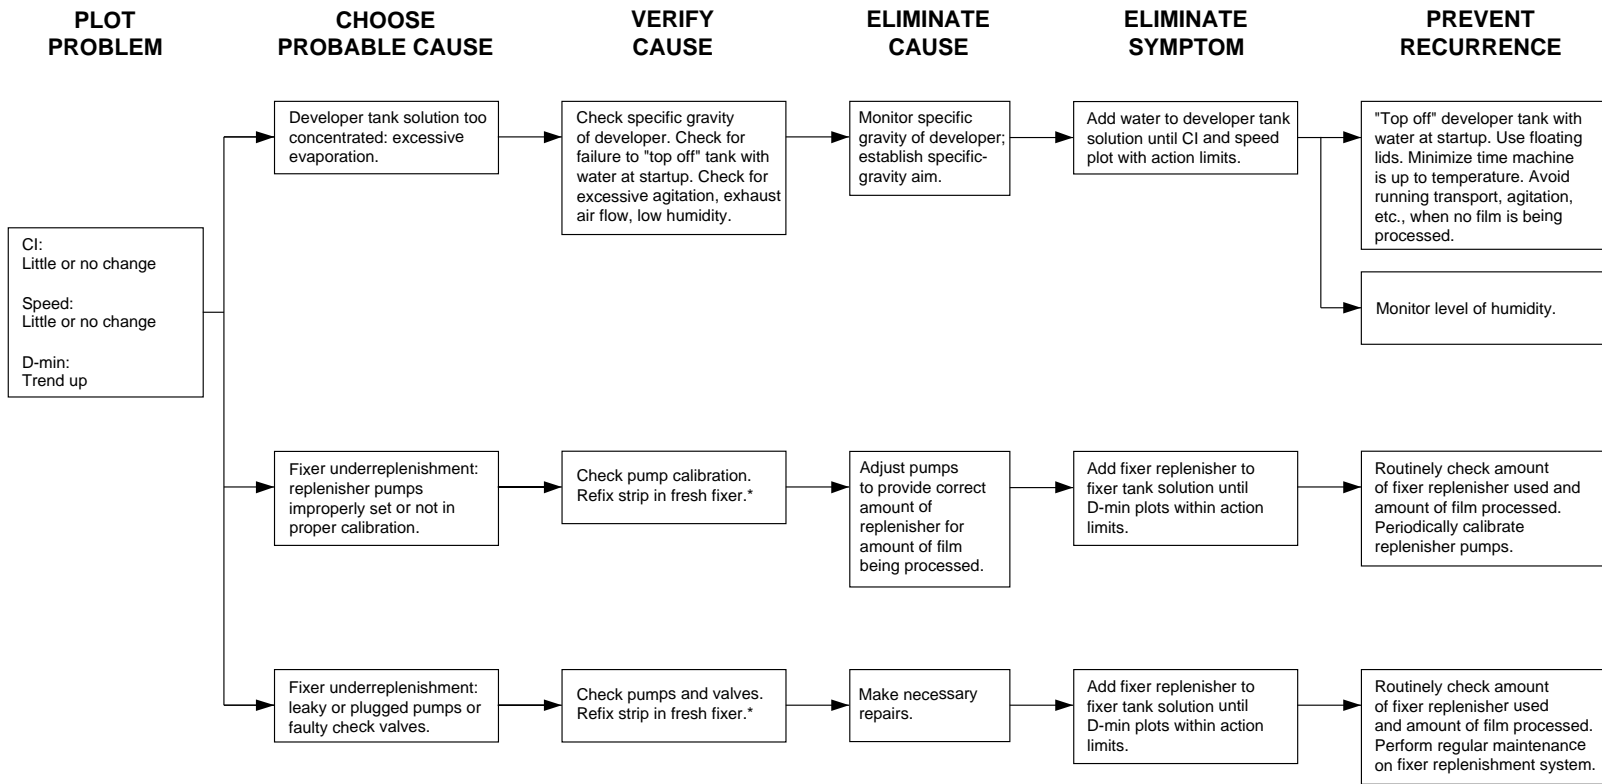 PLOT
PROBLEM
CHOOSE
PROBABLE CAUSE
VERIFY
CAUSE
ELIMINATE
CAUSE
ELIMINATE
SYMPTOM
PREVENT
RECURRENCE
CI:
Little or no change
Speed:
Little or no change
D-min:
Trend up
Developer tank solution too
concentrated: excessive
evaporation.
Check specific gravity
of developer. Check for
failure to "top off" tank with
water at startup. Check for
excessive agitation, exhaust
air flow, low humidity.
Monitor specific
gravity of developer;
establish specific-
gravity aim.
Add water to developer tank
solution until CI and speed
plot with action limits.
"Top off" developer tank with
water at startup. Use floating
lids. Minimize time machine
is up to temperature. Avoid
running transport, agitation,
etc., when no film is being
processed.
Monitor level of humidity.
Fixer underreplenishment:
replenisher pumps
improperly set or not in
proper calibration.
Check pump calibration.
Refix strip in fresh fixer.*
Adjust pumps
to provide correct
amount of
replenisher for
amount of film
being processed.
Add fixer replenisher to
fixer tank solution until
D-min plots within action
limits.
Routinely check amount
of fixer replenisher used and
amount of film processed.
Periodically calibrate
replenisher pumps.
Fixer underreplenishment:
leaky or plugged pumps or
faulty check valves.
Check pumps and valves.
Refix strip in fresh fixer.*
Make necessary
repairs.
Add fixer replenisher to
fixer tank solution until
D-min plots within action
limits.
Routinely check amount
of fixer replenisher used
and amount of film processed.
Perform regular maintenance
on fixer replenishment system.